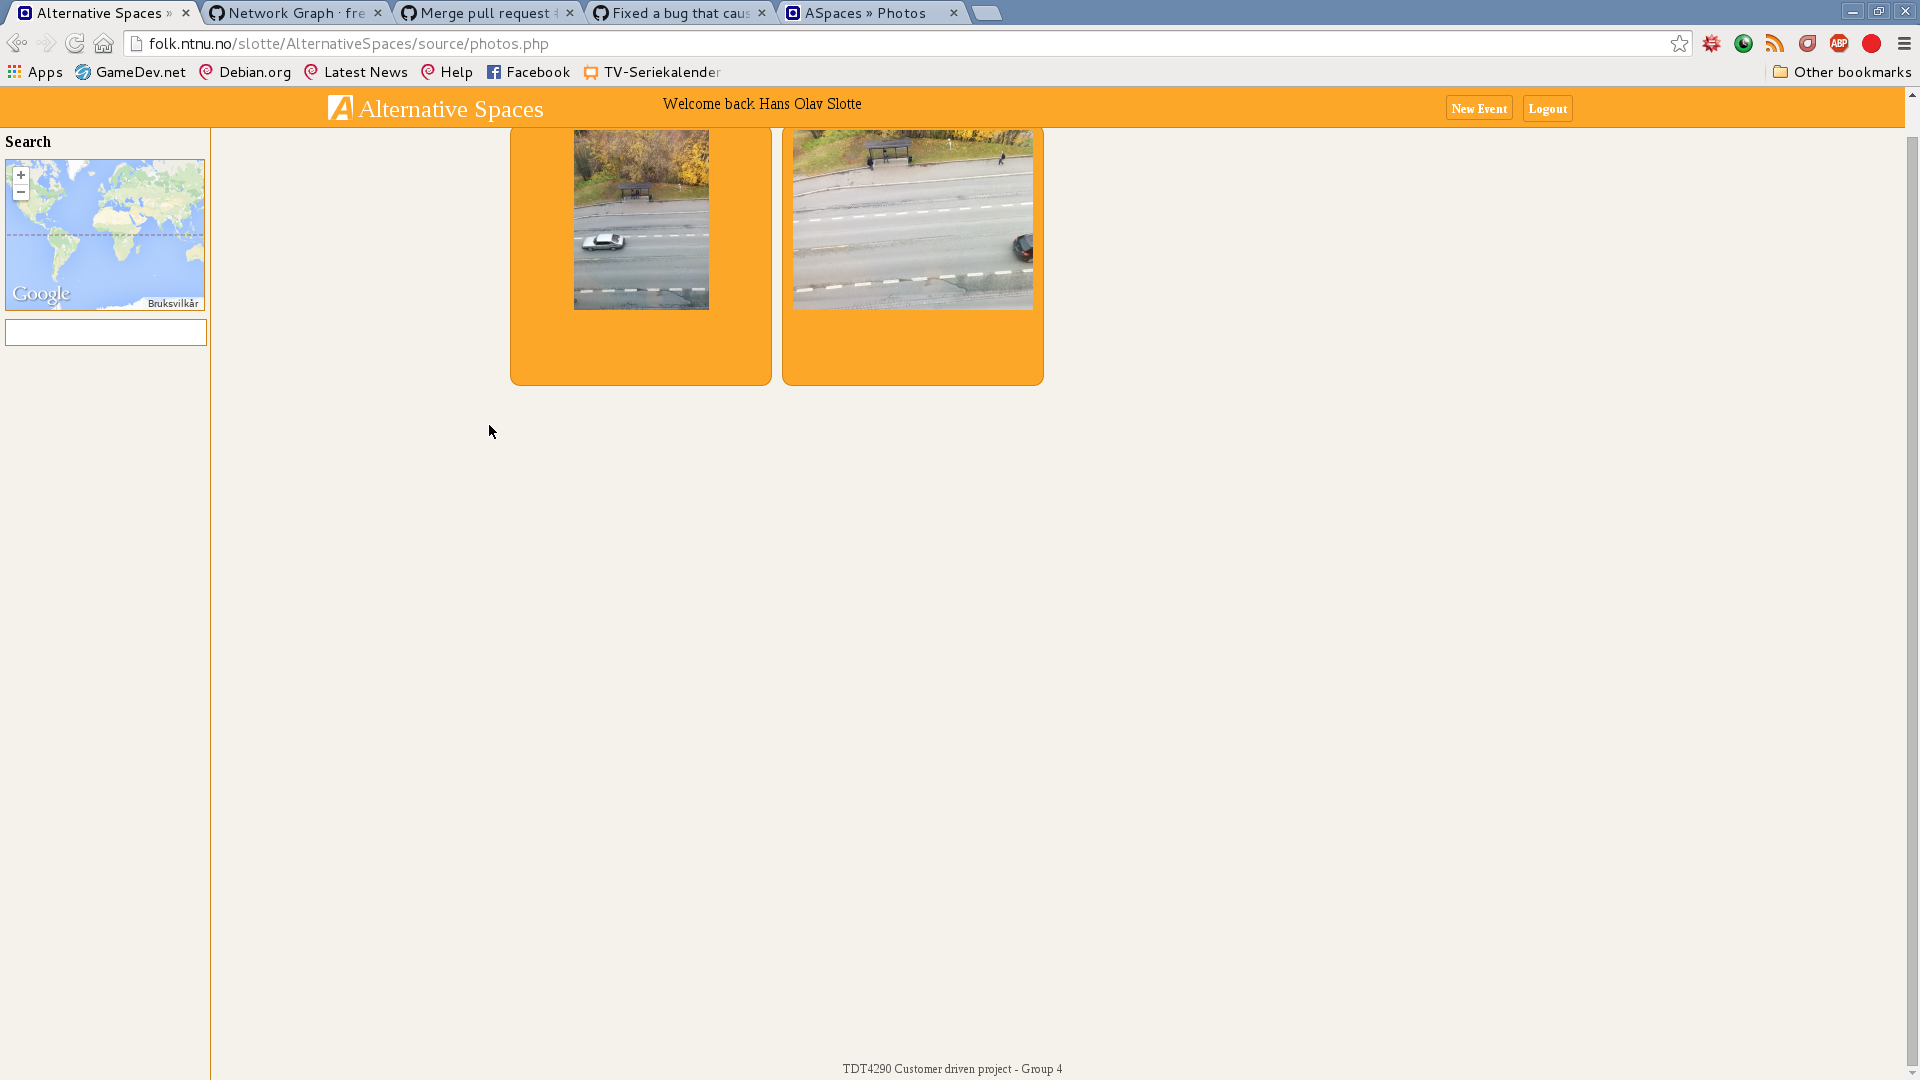 Alternative Spaces »
Network Graph · fre
Merge pull request
Fixed a bug that cau
ASpaces » Photos
folk.ntnu.no/slotte/AlternativeSpaces/source/photos.php
ABP
Apps
GameDev.net
Debian.org
Latest News
Help
Facebook
TV-Seriekalender
Other bookmarks
Alternative Spaces
Welcome back Hans Olav Slotte
New Event
Logout
Search
+
−
Google
Bruksvilkår
TDT4290 Customer driven project - Group 4